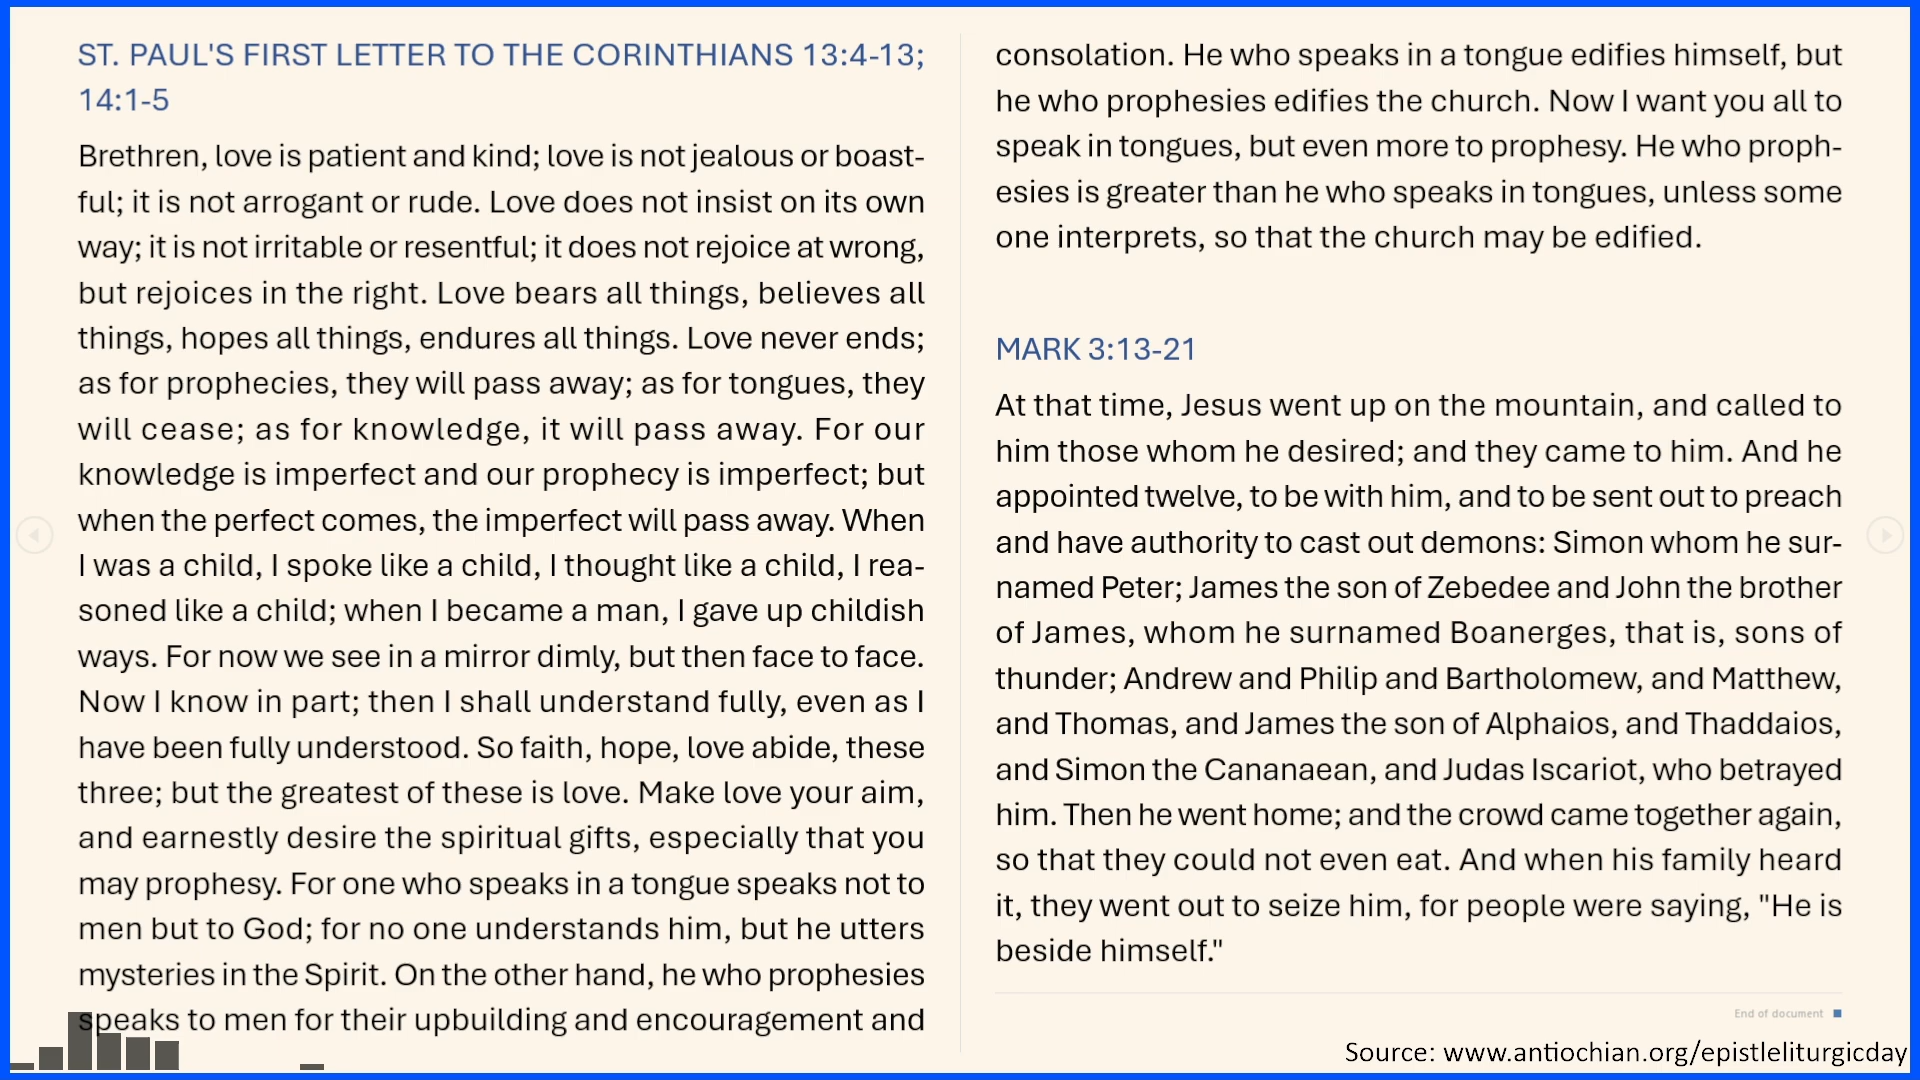 ST. PAUL'S FIRST LETTER TO THE CORINTHIANS 13:4-13;
14:1-5
Brethren, love is patient and kind; love is not jealous or boast-
ful; it is not arrogant or rude. Love does not insist on its own
way; it is not irritable or resentful; it does not rejoice at wrong,
but rejoices in the right. Love bears all things, believes all
things, hopes all things, endures all things. Love never ends;
as for prophecies, they will pass away; as for tongues, they
will cease; as for knowledge, it will pass away. For our
knowledge is imperfect and our prophecy is imperfect; but
when the perfect comes, the imperfect will pass away. When
I was a child, I spoke like a child, I thought like a child, I rea-
soned like a child; when I became a man, I gave up childish
ways. For now we see in a mirror dimly, but then face to face.
Now I know in part; then I shall understand fully, even as I
have been fully understood. So faith, hope, love abide, these
three; but the greatest of these is love. Make love your aim,
and earnestly desire the spiritual gifts, especially that you
may prophesy. For one who speaks in a tongue speaks not to
men but to God; for no one understands him, but he utters
mysteries in the Spirit. On the other hand, he who prophesies
speaks to men for their upbuilding and encouragement and
consolation. He who speaks in a tongue edifies himself, but
he who prophesies edifies the church. Now I want you all to
speak in tongues, but even more to prophesy. He who proph-
esies is greater than he who speaks in tongues, unless some
one interprets, so that the church may be edified.
MARK 3:13-21
At that time, Jesus went up on the mountain, and called to
him those whom he desired; and they came to him. And he
appointed twelve, to be with him, and to be sent out to preach
and have authority to cast out demons: Simon whom he sur-
named Peter; James the son of Zebedee and John the brother
of James, whom he surnamed Boanerges, that is, sons of
thunder; Andrew and Philip and Bartholomew, and Matthew,
and Thomas, and James the son of Alphaios, and Thaddaios,
and Simon the Cananaean, and Judas Iscariot, who betrayed
him. Then he went home; and the crowd came together again,
so that they could not even eat. And when his family heard
it, they went out to seize him, for people were saying, "He is
beside himself."
End of document
Source: www.antiochian.org/epistleliturgicday